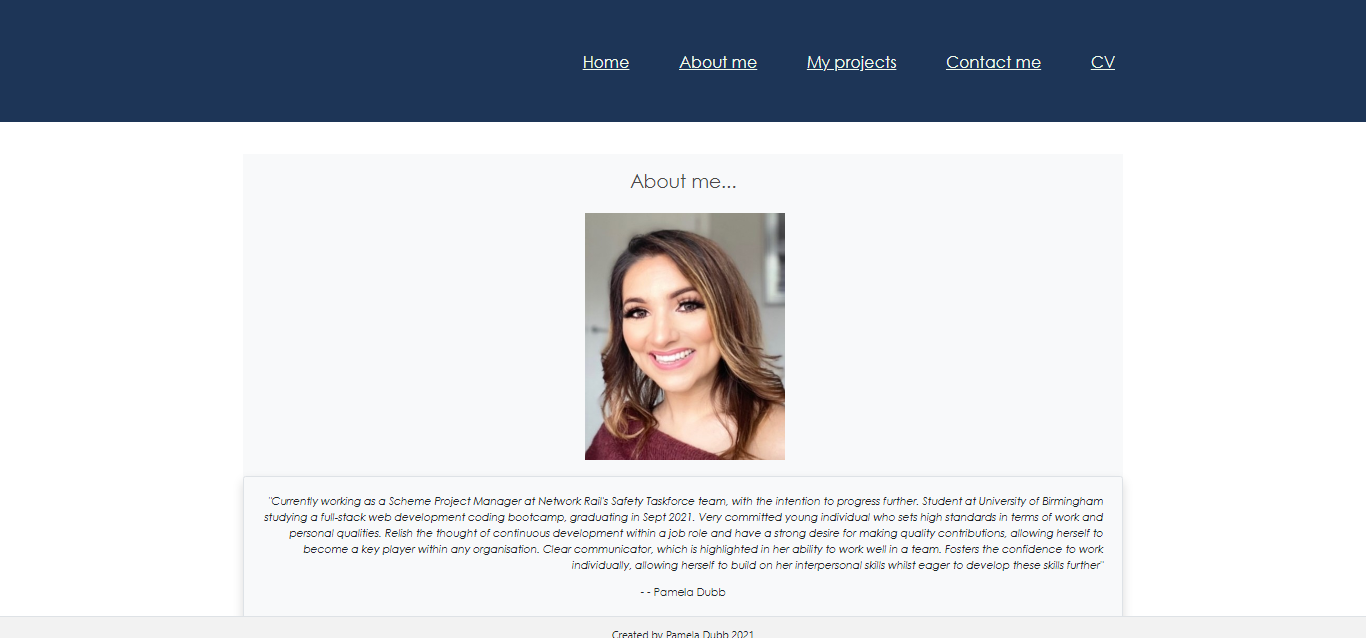 Home About me My projects Contact me CV
About me...
"Currently working as a Scheme Project Manager at Network Rail's Safety Taskforce team, with the intention to progress further. Student at University of Birmingham
studying a full-stack web development coding bootcamp, graduating in Sept 2021. Very committed young individual who sets high standards in terms of work and
personal qualities. Relish the thought of continuous development within a job role and have a strong desire for making quality contributions, allowing herself to
become a key player within any organisation. Clear communicator, which is highlighted in her ability to work well in a team. Fosters the confidence to work
individually, allowing herself to build on her interpersonal skills whilst eager to develop these skills further"
- - Pamela Dubb
Created by Pamela Dubb 2021